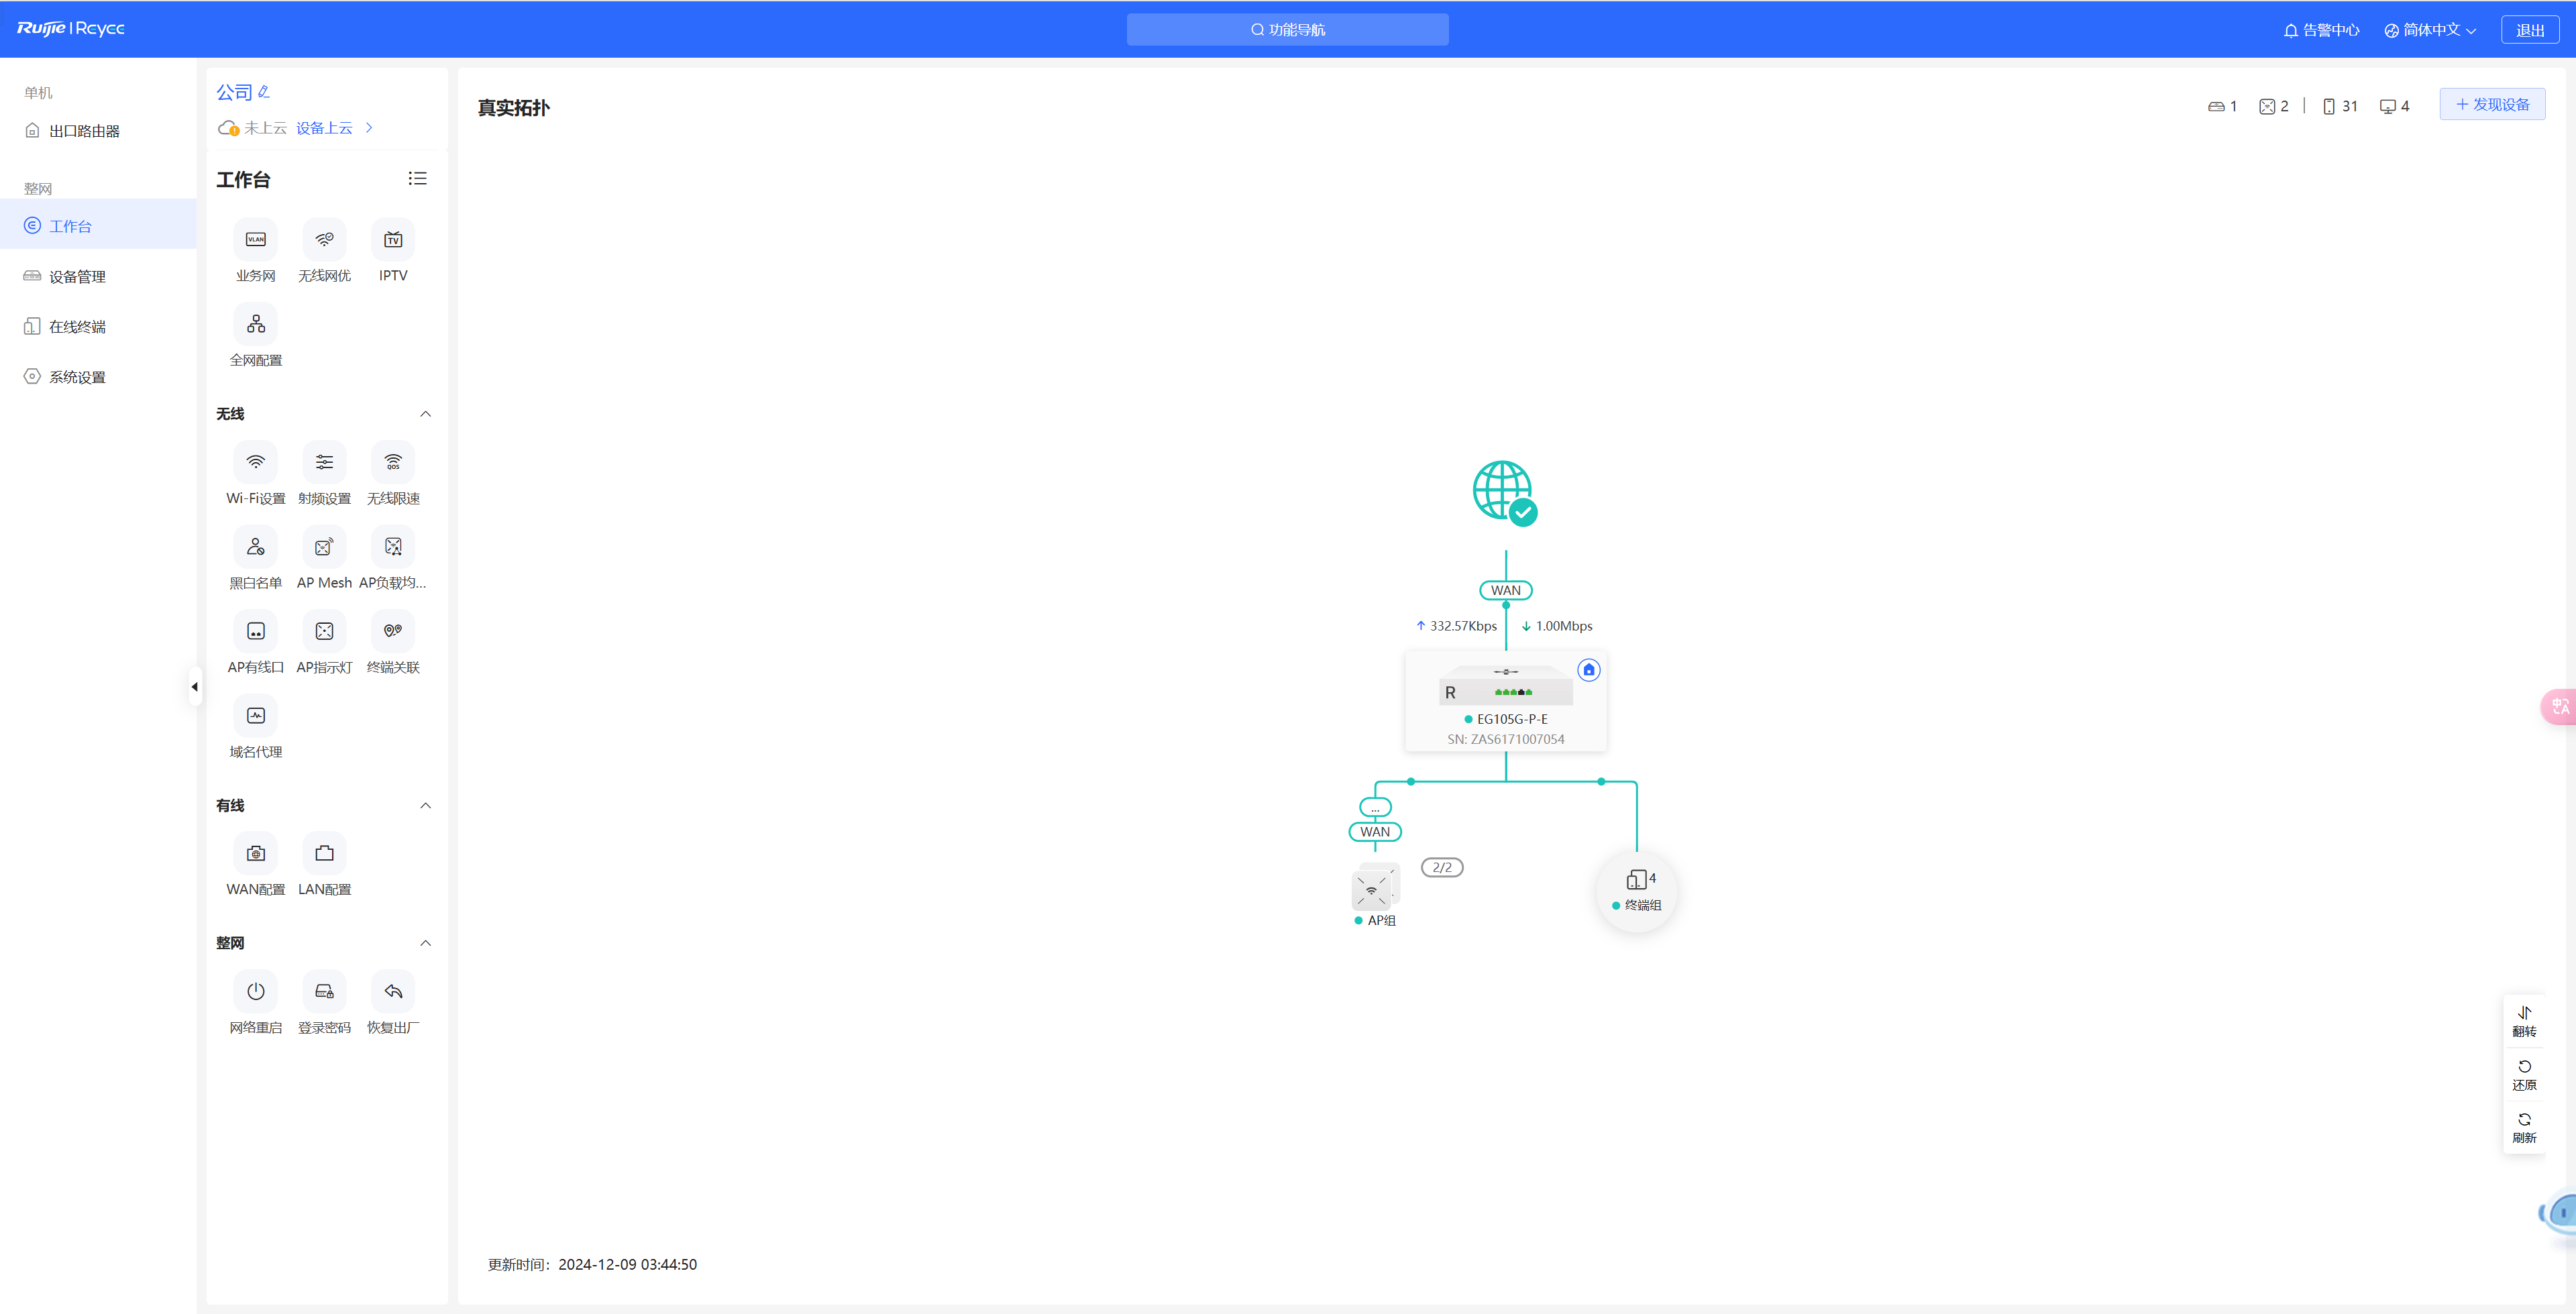 Ruijie | Rcycc
功能导航
告警中心
简体中文
退出
单机
出口路由器
整网
工作台
设备管理
在线终端
系统设置
公司
未上云 设备上云
工作台
VLAN
TV
业务网 无线网优 IPTV
全网配置
无线
QOS
Wi-Fi设置 射频设置 无线限速
黑白名单 AP Mesh AP负载均...
AP有线口 AP指示灯 终端关联
域名代理
有线
WAN配置 LAN配置
整网
网络重启 登录密码 恢复出厂
真实拓扑
1 2 31 4
+ 发现设备
WAN
332.57Kbps 1.00Mbps
R
EG105G-P-E
SN: ZAS6171007054
...
WAN
2/2
AP组
4
终端组
翻转
还原
刷新
更新时间：2024-12-09 03:44:50
中A